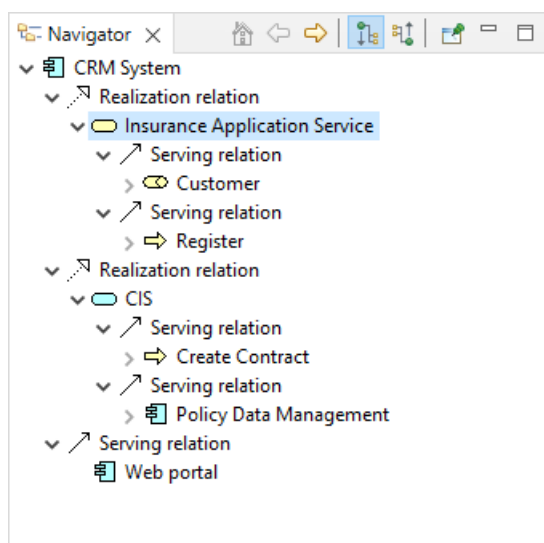 Navigator
CRM System
Realization relation
Insurance Application Service
Serving relation
Customer
Serving relation
Register
Realization relation
CIS
Serving relation
Create Contract
Serving relation
Policy Data Management
Serving relation
Web portal